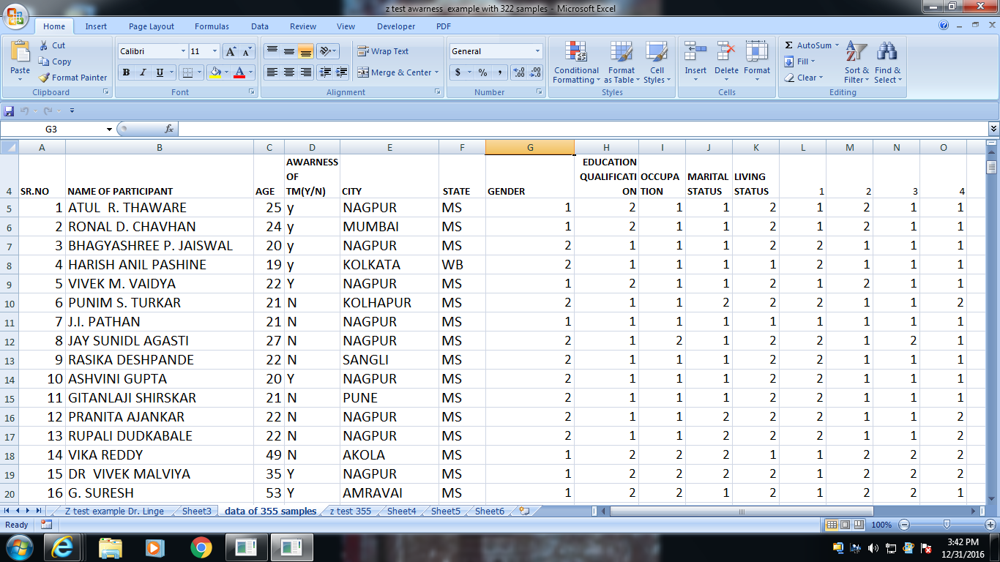 z test awarness  example with 322 samples - Microsoft Excel
Home Insert Page Layout Formulas Data Review View Developer PDF
Paste Cut Copy Format Painter Clipboard
Calibri 11 A A B I U A Font
Wrap Text Merge & Center Alignment
General $ % , .00 .0 Number
Conditional Formatting Format as Table Cell Styles Styles
Insert Delete Format Cells
Σ AutoSum Fill Clear Sort & Filter Find & Select Editing
G3 fx
A B C D E F G H I J K L M N O
4 SR.NO NAME OF PARTICIPANT AGE AWARNESS OF TM(Y/N) CITY STATE GENDER EDUCATION QUALIFICATION OCCUPATION MARITAL STATUS LIVING STATUS 1 2 3 4
5 1 ATUL  R. THAWARE 25 y NAGPUR MS 1 2 1 1 2 1 2 1 1
6 2 RONAL D. CHAVHAN 24 y MUMBAI MS 1 2 1 1 2 1 2 1 1
7 3 BHAGYASHREE P. JAISWAL 20 y NAGPUR MS 2 1 1 1 2 2 1 1 1
8 4 HARISH ANIL PASHINE 19 y KOLKATA WB 2 1 1 1 1 2 1 1 1
9 5 VIVEK M. VAIDYA 22 Y NAGPUR MS 1 2 1 1 2 1 2 1 1
10 6 PUNIM S. TURKAR 21 N KOLHAPUR MS 2 1 1 2 2 2 1 1 2
11 7 J.I. PATHAN 21 N NAGPUR MS 1 1 1 1 1 1 1 1 1
12 8 JAY SUNIDL AGASTI 27 N NAGPUR MS 2 1 2 1 2 2 1 2 1
13 9 RASIKA DESHPANDE 22 N SANGLI MS 2 1 1 1 2 2 1 1 1
14 10 ASHVINI GUPTA 20 Y NAGPUR MS 2 1 1 1 2 2 1 1 1
15 11 GITANLAJI SHIRSKAR 21 N PUNE MS 2 1 1 1 2 2 1 1 1
16 12 PRANITA AJANKAR 22 N NAGPUR MS 2 1 1 2 2 2 1 1 2
17 13 RUPALI DUDKABALE 22 N NAGPUR MS 2 1 1 2 2 2 1 1 2
18 14 VIKA REDDY 49 N AKOLA MS 1 2 2 2 1 1 2 2 2
19 15 DR  VIVEK MALVIYA 35 Y NAGPUR MS 1 2 2 2 2 1 2 2 2
20 16 G. SURESH 53 Y AMRAVAI MS 1 2 2 1 2 1 2 2 1
Z test example Dr. Linge Sheet3 data of 355 samples z test 355 Sheet4 Sheet5 Sheet6
Ready 100%
3:42 PM
12/31/2016